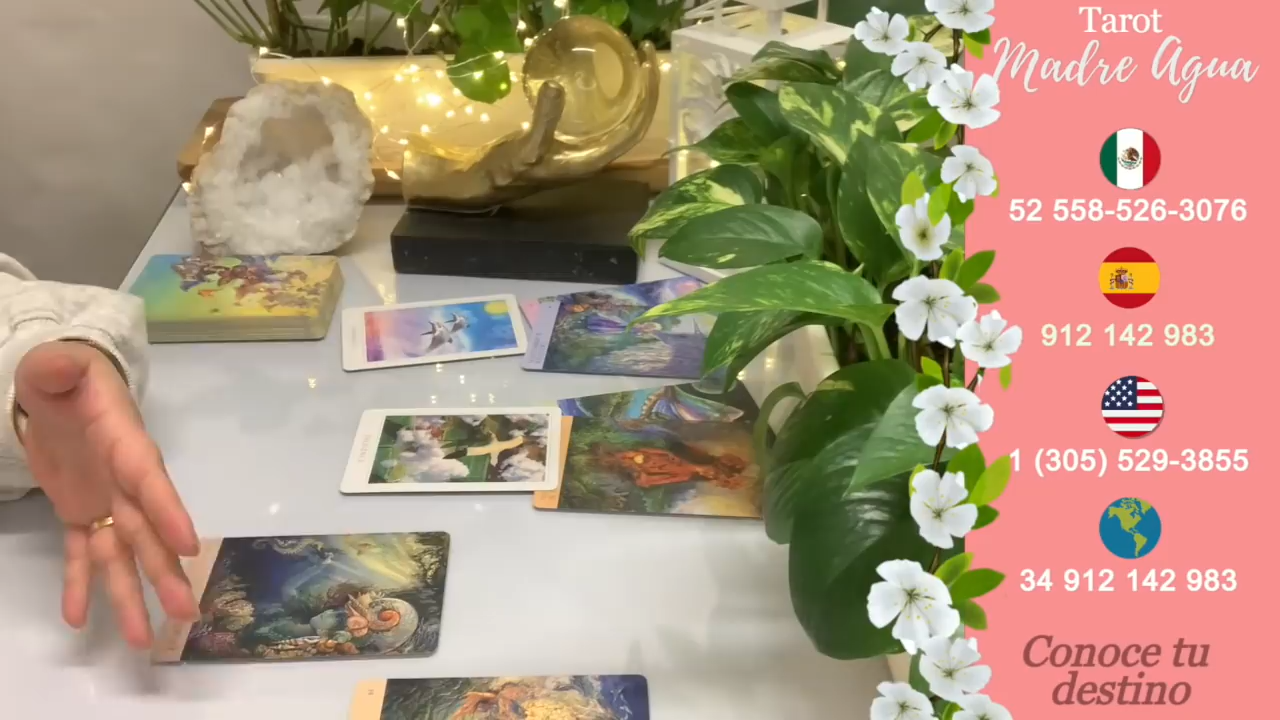 Tarot
Madre Agua
52 558-526-3076
912 142 983
1 (305) 529-3855
34 912 142 983
Conoce tu
destino